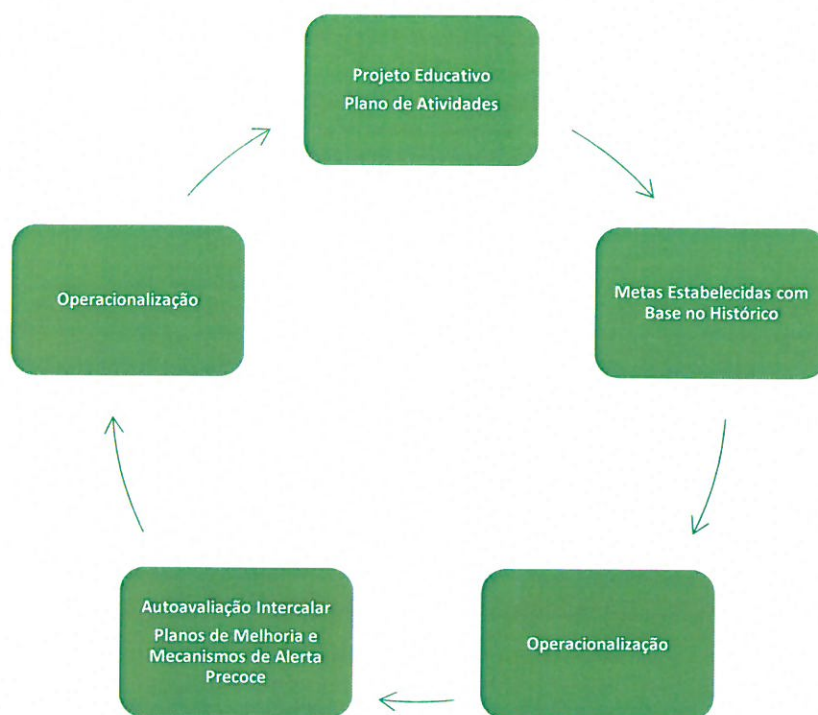 Projeto Educativo
Plano de Atividades
Metas Estabelecidas com
Base no Histórico
Operacionalização
Autoavaliação Intercalar
Planos de Melhoria e
Mecanismos de Alerta
Precoce
Operacionalização